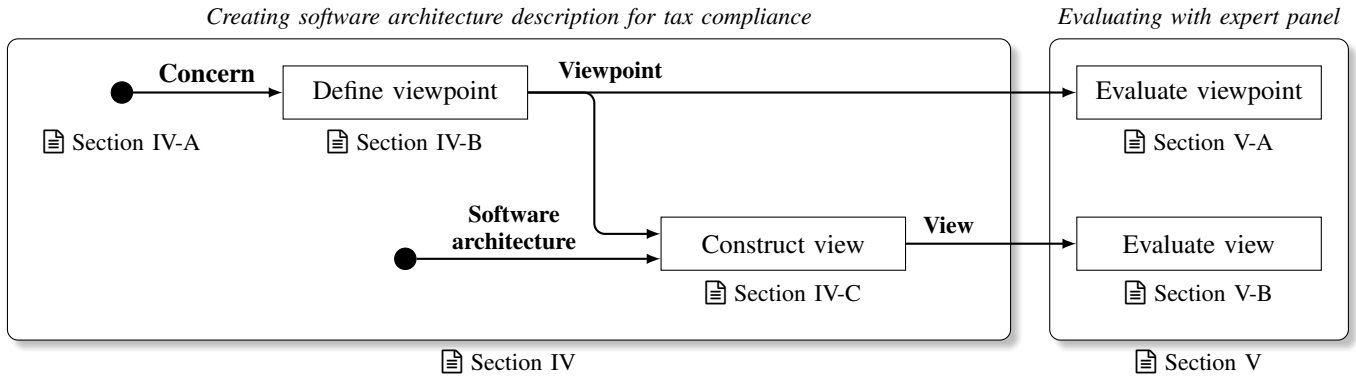 Creating software architecture description for tax compliance
Evaluating with expert panel
Concern
Define viewpoint
Viewpoint
Evaluate viewpoint
Section IV-A
Section IV-B
Section V-A
Software
architecture
Construct view
View
Evaluate view
Section IV-C
Section V-B
Section IV
Section V